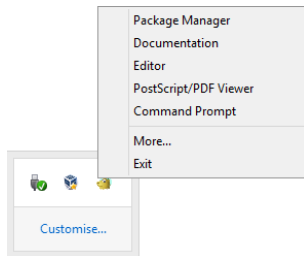 Package Manager
Documentation
Editor
PostScript/PDF Viewer
Command Prompt
More...
Exit
Customise...